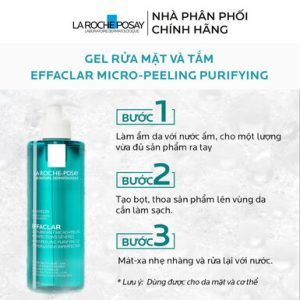 LA ROCHE-POSAY
LABORATOIRE DERMATOLOGIQUE
NHÀ PHÂN PHỐI
CHÍNH HÃNG
GEL RỬA MẶT VÀ TẮM
EFFACLAR MICRO-PEELING PURIFYING
BƯỚC 1
Làm ẩm da với nước ấm, cho một lượng
vừa đủ sản phẩm ra tay
BƯỚC 2
Tạo bọt, thoa sản phẩm lên vùng da
cần làm sạch.
BƯỚC 3
Mát-xa nhẹ nhàng và rửa lại với nước.
* Lưu ý: Dùng được cho da mặt và cơ thể
LA ROCHE-POSAY
LABORATOIRE DERMATOLOGIQUE
EFFACLAR